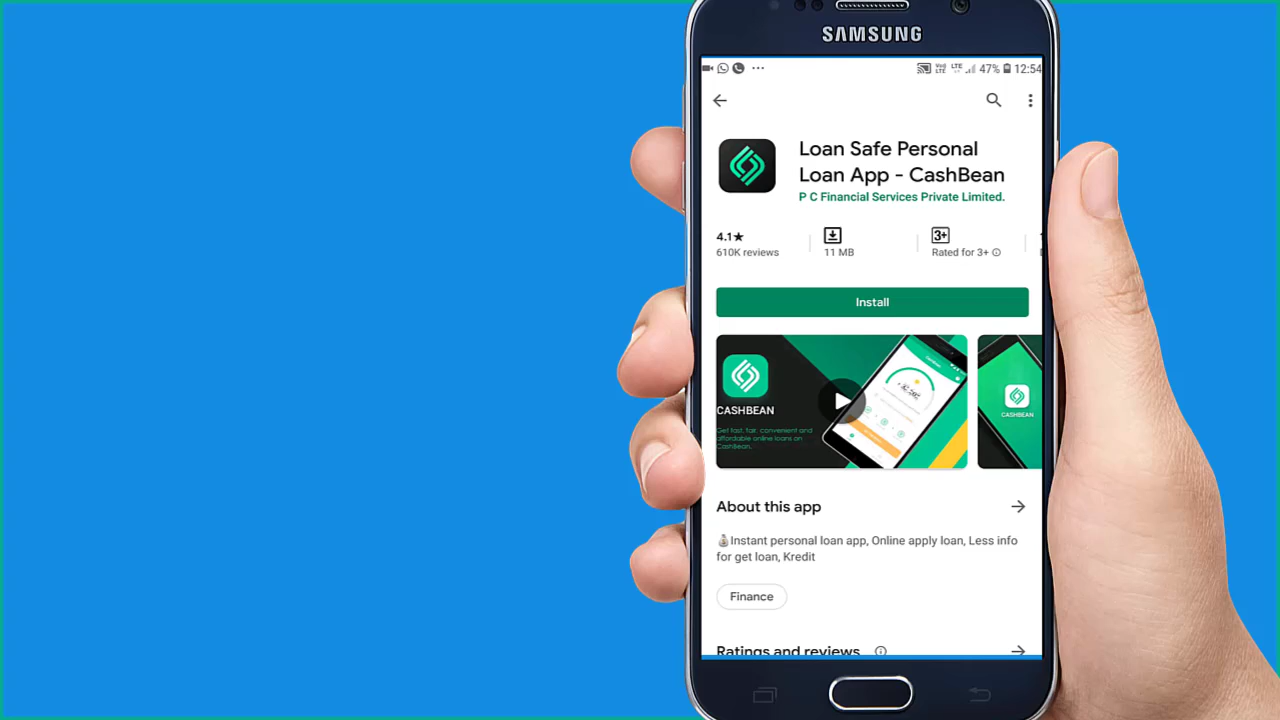 SAMSUNG
LTE 47% 12:54
Loan Safe Personal
Loan App - CashBean
P C Financial Services Private Limited.
4.1★
3+
610K reviews
11 MB
Rated for 3+
Install
CASHBEAN
Get fast, fair, convenient and
affordable online loans on
CashBean.
CASHBEAN
About this app
Instant personal loan app, Online apply loan, Less info
for get loan, Kredit
Finance
Ratings and reviews